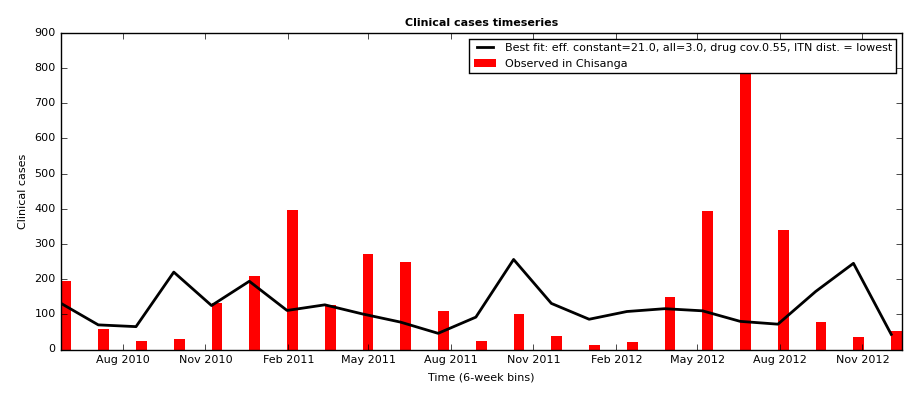 Clinical cases timeseries
Best fit: eff. constant=21.0, all=3.0, drug cov.0.55, ITN dist. = lowest
Observed in Chisanga
900
800
700
600
500
400
300
200
100
0
Clinical cases
Aug 2010 Nov 2010 Feb 2011 May 2011 Aug 2011 Nov 2011 Feb 2012 May 2012 Aug 2012 Nov 2012
Time (6-week bins)